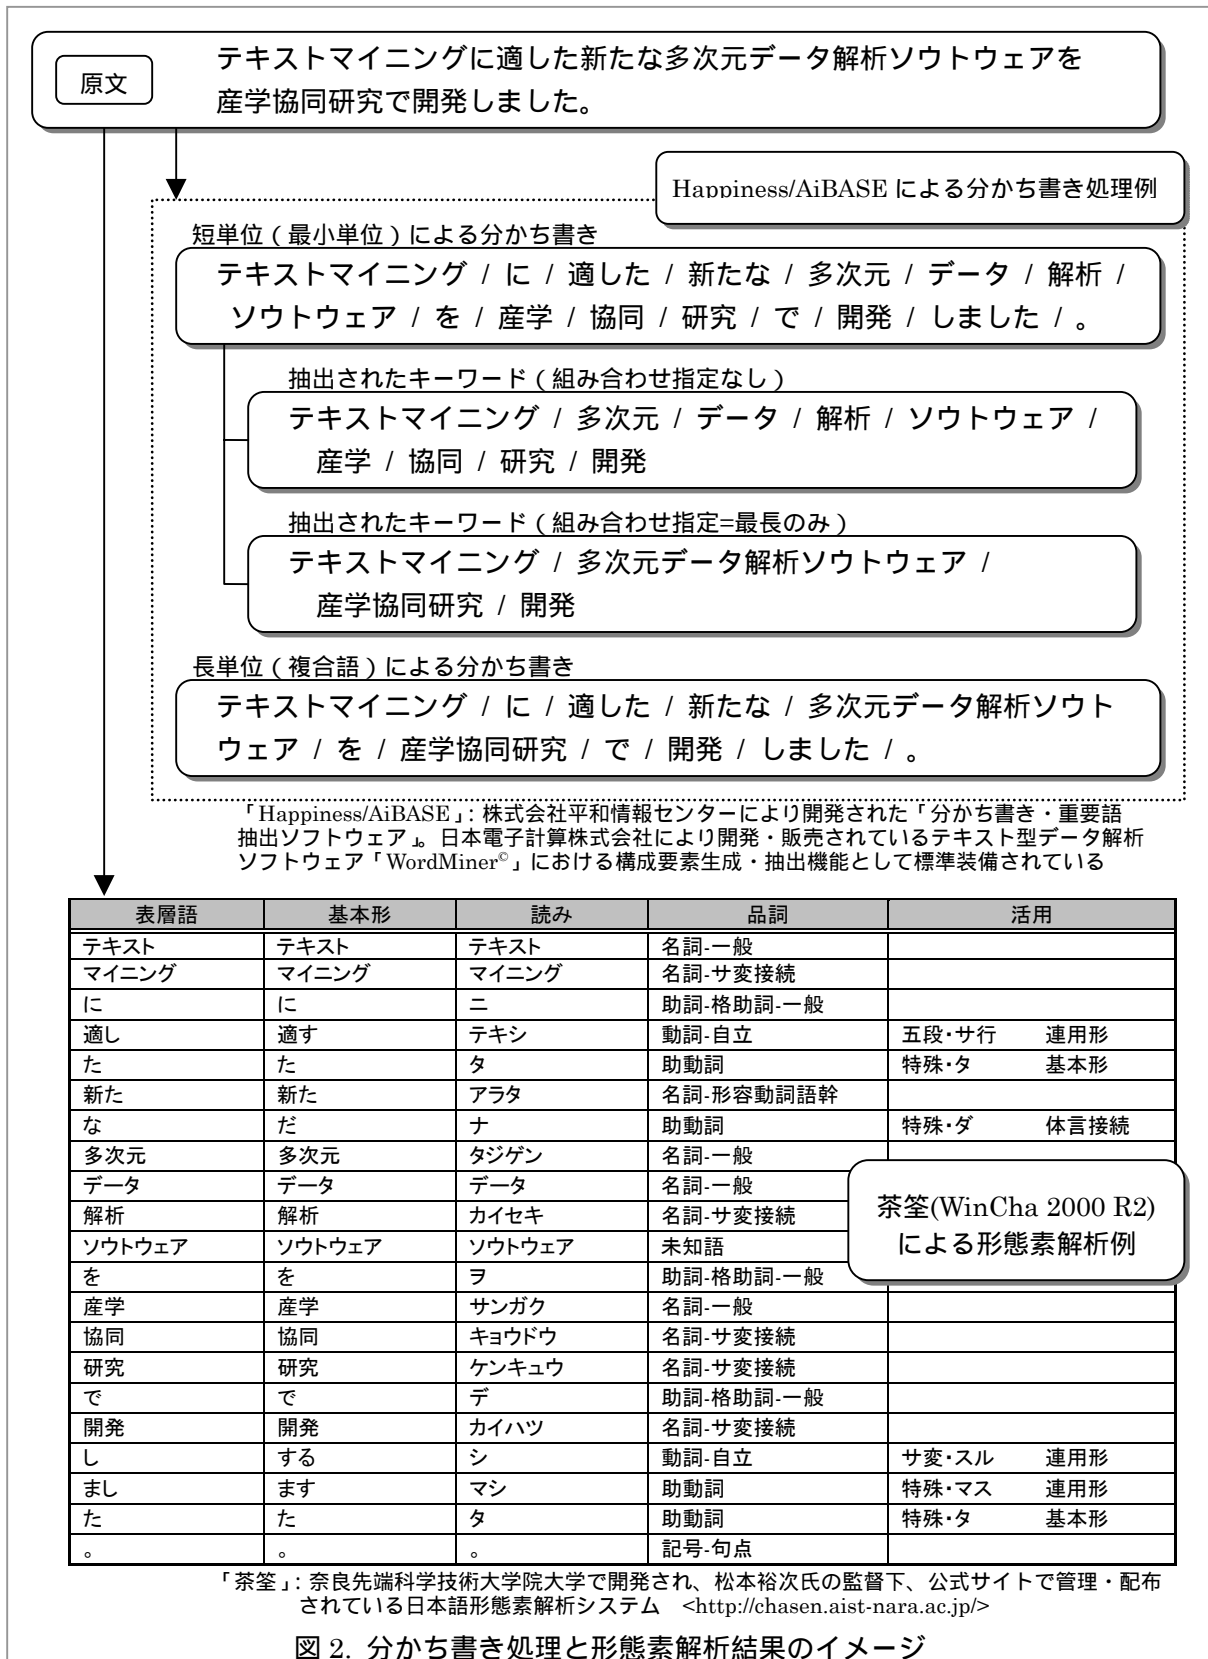 原文
テキストマイニングに適した新たな多次元データ解析ソウトウェアを
産学協同研究で開発しました。
Happiness/AiBASE による分かち書き処理例
短単位（最小単位）による分かち書き
テキストマイニング / に / 適した / 新たな / 多次元 / データ / 解析 /
ソウトウェア / を / 産学 / 協同 / 研究 / で / 開発 / しました / 。
抽出されたキーワード（組み合わせ指定なし）
テキストマイニング / 多次元 / データ / 解析 / ソウトウェア /
産学 / 協同 / 研究 / 開発
抽出されたキーワード（組み合わせ指定=最長のみ）
テキストマイニング / 多次元データ解析ソウトウェア /
産学協同研究 / 開発
長単位（複合語）による分かち書き
テキストマイニング / に / 適した / 新たな / 多次元データ解析ソウト
ウェア / を / 産学協同研究 / で / 開発 / しました / 。
「Happiness/AiBASE」：株式会社平和情報センターにより開発された「分かち書き・重要語
抽出ソフトウェア」。日本電子計算株式会社により開発・販売されているテキスト型データ解析
ソフトウェア「WordMiner©」における構成要素生成・抽出機能として標準装備されている
表層語 基本形 読み 品詞 活用
テキスト テキスト テキスト 名詞-一般
マイニング マイニング マイニング 名詞-サ変接続
に に ニ 助詞-格助詞-一般
適し 適す テキシ 動詞-自立 五段・サ行 連用形
た た タ 助動詞 特殊・タ 基本形
新た 新た アラタ 名詞-形容動詞語幹
な だ ナ 助動詞 特殊・ダ 体言接続
多次元 多次元 タジゲン 名詞-一般
データ データ データ 名詞-一般
解析 解析 カイセキ 名詞-サ変接続
ソウトウェア ソウトウェア ソウトウェア 未知語
を を ヲ 助詞-格助詞-一般
産学 産学 サンガク 名詞-一般
協同 協同 キョウドウ 名詞-サ変接続
研究 研究 ケンキュウ 名詞-サ変接続
で で デ 助詞-格助詞-一般
開発 開発 カイハツ 名詞-サ変接続
し する シ 動詞-自立 サ変・スル 連用形
まし ます マシ 助動詞 特殊・マス 連用形
た た タ 助動詞 特殊・タ 基本形
。 。 。 記号-句点
茶筌(WinCha 2000 R2)
による形態素解析例
「茶筌」：奈良先端科学技術大学院大学で開発され、松本裕次氏の監督下、公式サイトで管理・配布
されている日本語形態素解析システム <http://chasen.aist-nara.ac.jp/>
図 2. 分かち書き処理と形態素解析結果のイメージ